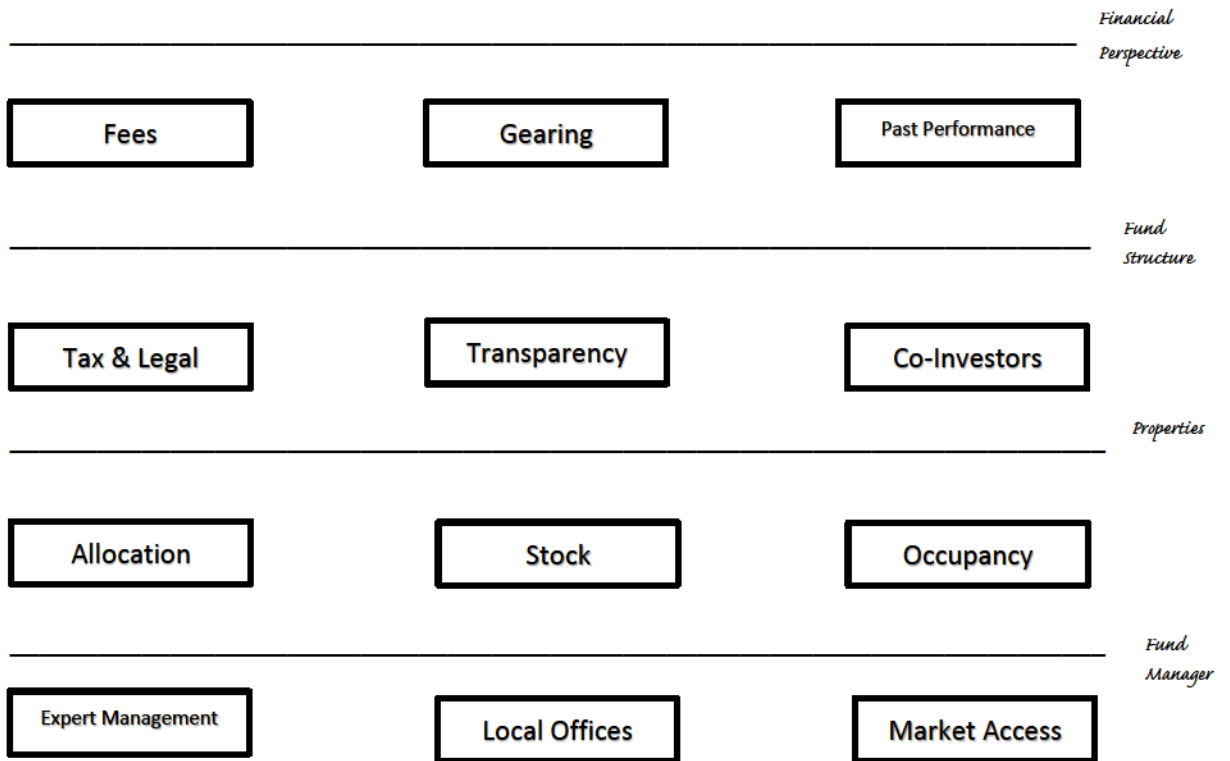 Financial
Perspective
Fees
Gearing
Past Performance
Fund
Structure
Tax & Legal
Transparency
Co-Investors
Properties
Allocation
Stock
Occupancy
Fund
Manager
Expert Management
Local Offices
Market Access